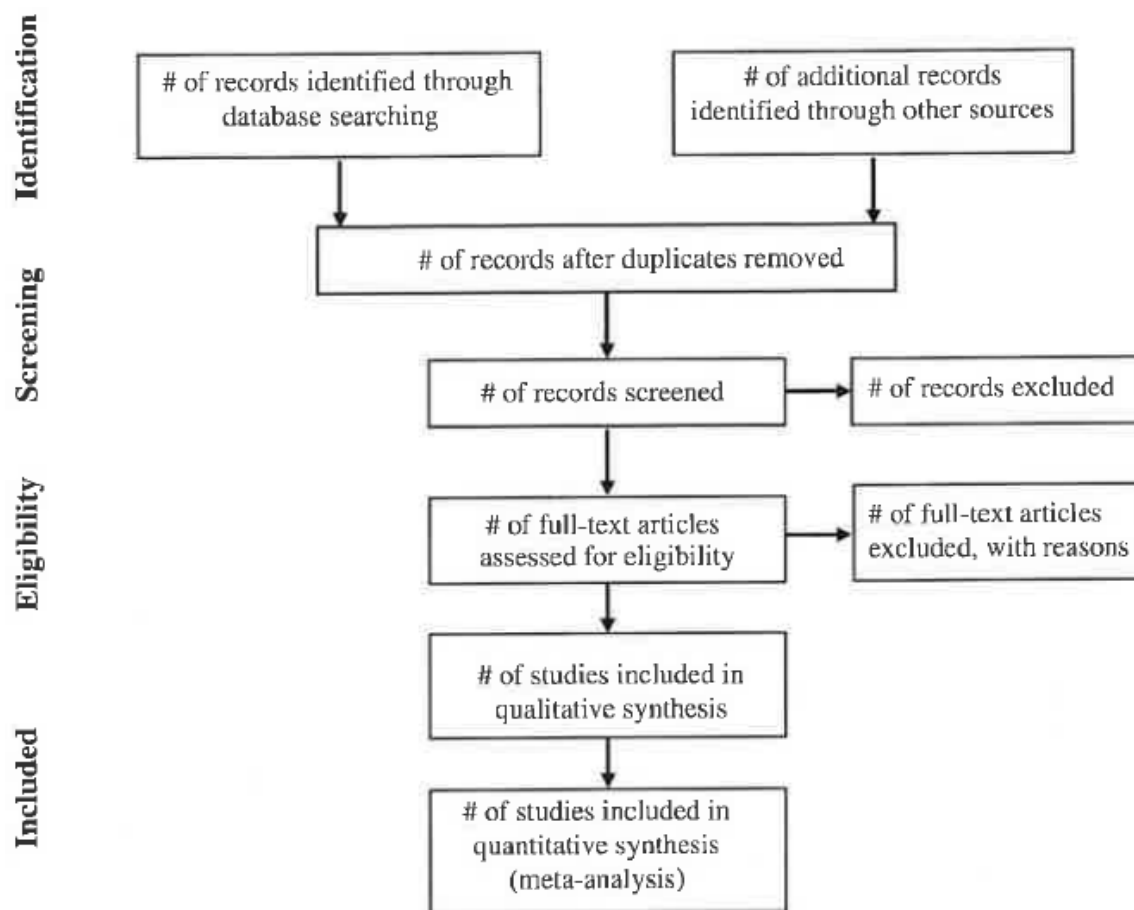 Identification
# of records identified through
database searching
# of additional records
identified through other sources
# of records after duplicates removed
Screening
# of records screened
# of records excluded
Eligibility
# of full-text articles
assessed for eligibility
# of full-text articles
excluded, with reasons
Included
# of studies included in
qualitative synthesis
# of studies included in
quantitative synthesis
(meta-analysis)